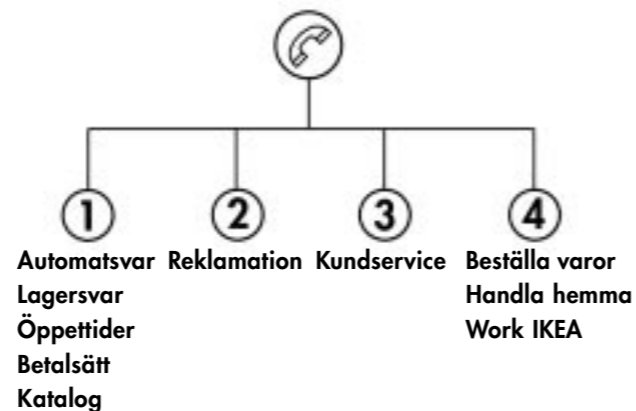 1
Automatsvar
Lagersvar
Öppettider
Betalsätt
Katalog
2
Reklamation
3
Kundservice
4
Beställa varor
Handla hemma
Work IKEA